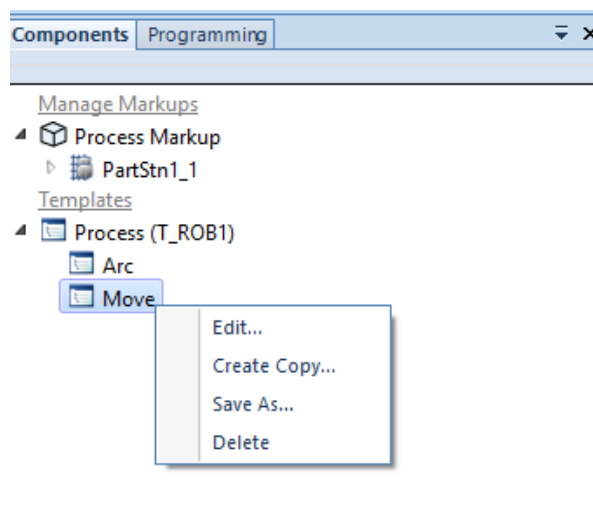 Components Programming
Manage Markups
Process Markup
PartStn1_1
Templates
Process (T_ROB1)
Arc
Move
Edit...
Create Copy...
Save As...
Delete